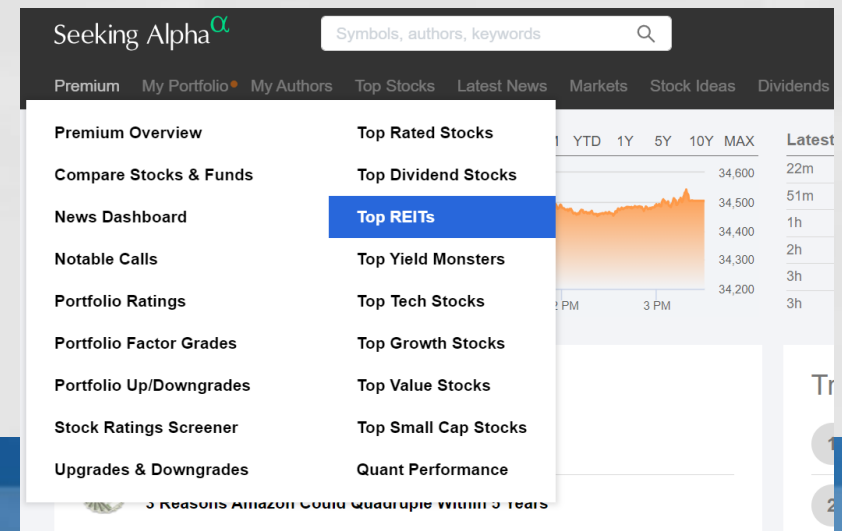 Seeking Alpha α
Symbols, authors, keywords
Premium My Portfolio My Authors Top Stocks Latest News Markets Stock Ideas Dividends
Premium Overview
Compare Stocks & Funds
News Dashboard
Notable Calls
Portfolio Ratings
Portfolio Factor Grades
Portfolio Up/Downgrades
Stock Ratings Screener
Upgrades & Downgrades
Top Rated Stocks
Top Dividend Stocks
Top REITs
Top Yield Monsters
Top Tech Stocks
Top Growth Stocks
Top Value Stocks
Top Small Cap Stocks
Quant Performance
YTD 1Y 5Y 10Y MAX
34,600
34,500
34,400
34,300
34,200
PM 3 PM
Latest
22m
51m
1h
2h
3h
3h
Tr
1
2
3 Reasons Amazon Could Quadruple Within 5 Years